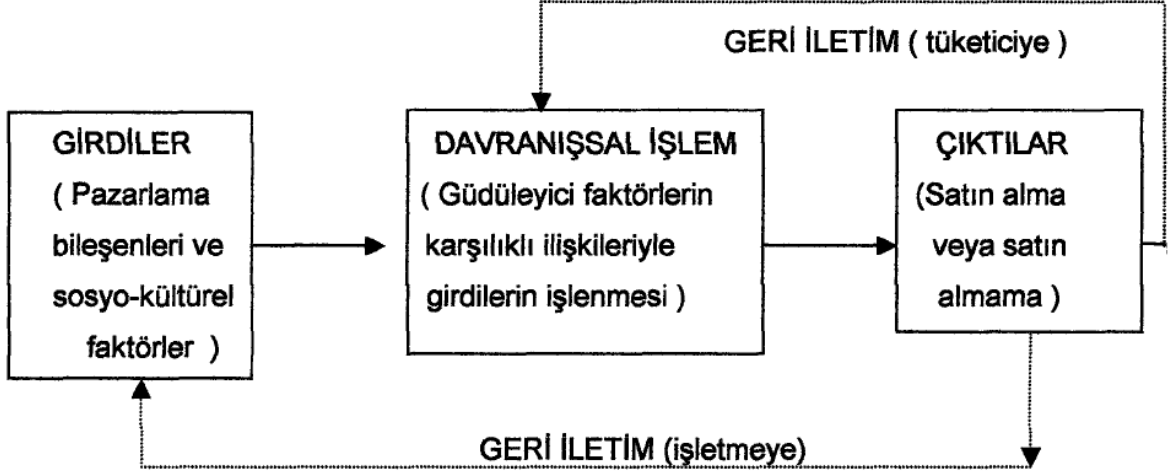 GERİ İLETİM ( tüketiciye )
GİRDİLER
( Pazarlama
bileşenleri ve
sosyo-kültürel
faktörler )
DAVRANIŞSAL İŞLEM
( Güdüleyici faktörlerin
karşılıklı ilişkileriyle
girdilerin işlenmesi )
ÇIKTILAR
(Satın alma
veya satın
almama )
GERİ İLETİM (işletmeye)